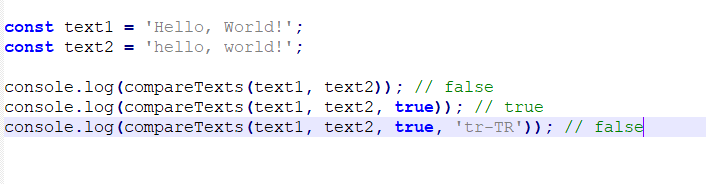 const text1 = 'Hello, World!';
const text2 = 'hello, world!';
console.log(compareTexts(text1, text2)); // false
console.log(compareTexts(text1, text2, true)); // true
console.log(compareTexts(text1, text2, true, 'tr-TR')); // false